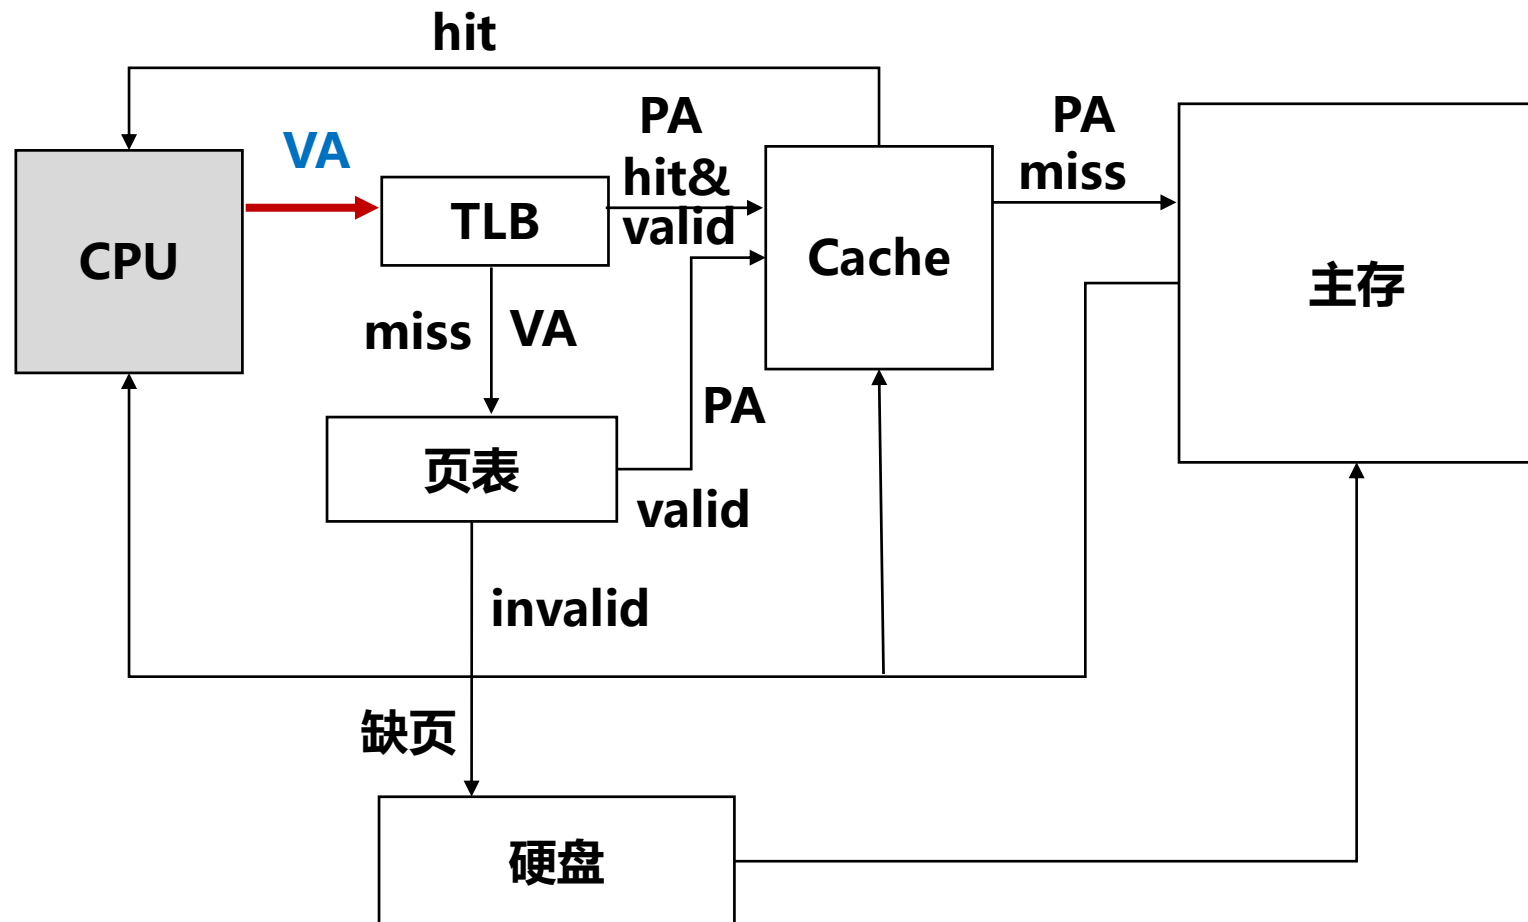 hit
VA
PA
hit&
valid
PA
miss
CPU
TLB
Cache
主存
miss
VA
PA
页表
valid
invalid
缺页
硬盘